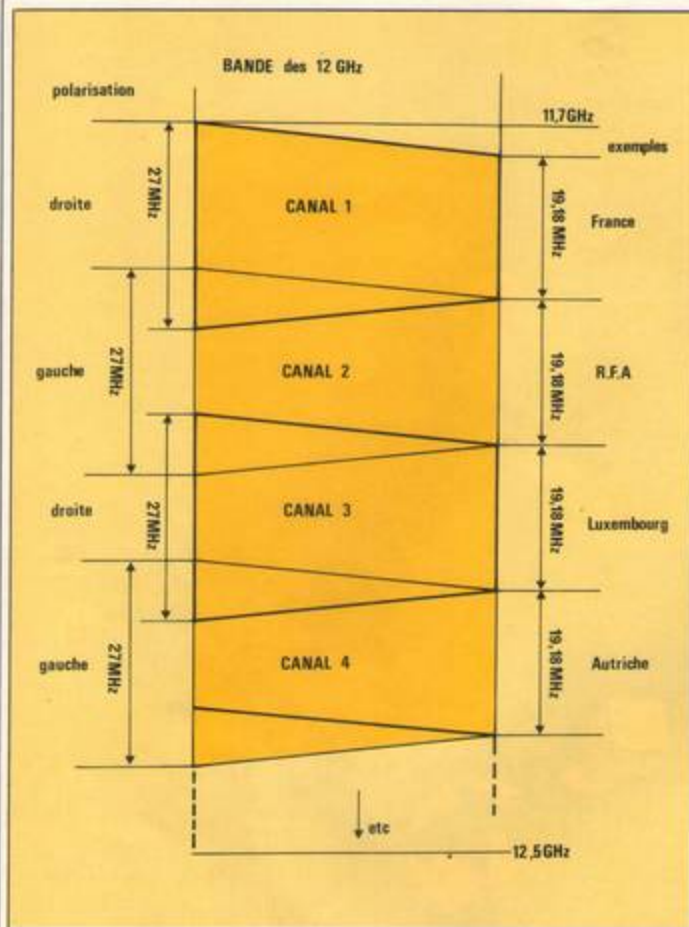 BANDE des 12 GHz
polarisation
11,7GHz
exemples
27 MHz
droite
CANAL 1
19,18 MHz
France
27MHz
gauche
CANAL 2
19,18 MHz
R.F.A
27MHz
droite
CANAL 3
19,18 MHz
Luxembourg
27MHz
gauche
CANAL 4
19,18 MHz
Autriche
etc
12,5GHz